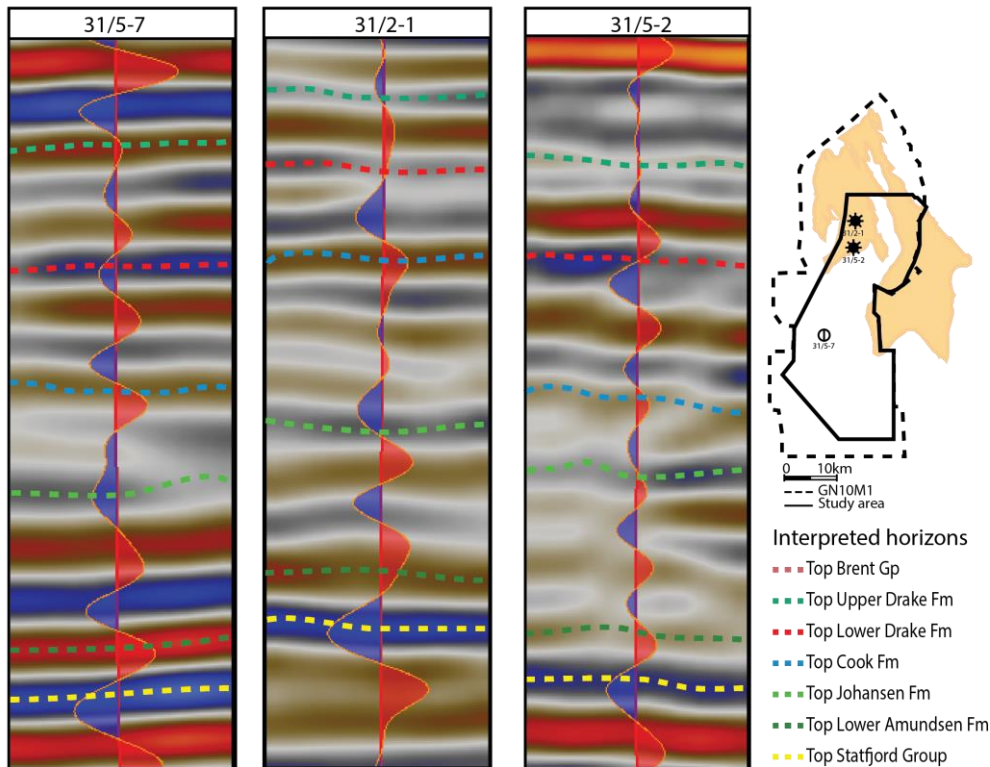 31/5-7
31/2-1
31/5-2
31/2-1
31/5-2
31/5-7
0 10km
GN10M1
Study area
Interpreted horizons
Top Brent Gp
Top Upper Drake Fm
Top Lower Drake Fm
Top Cook Fm
Top Johansen Fm
Top Lower Amundsen Fm
Top Statfjord Group